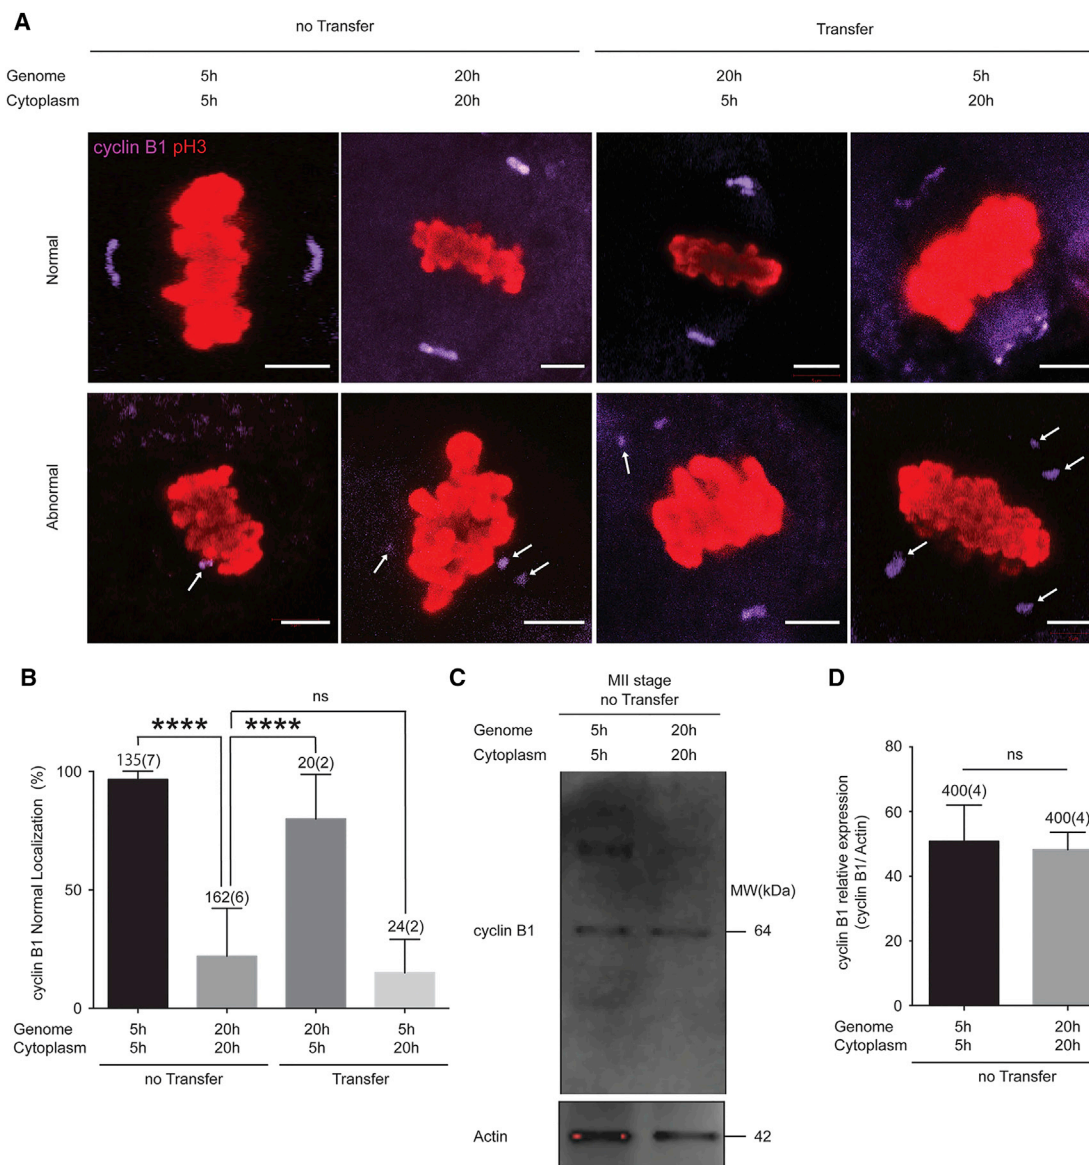 A
no Transfer
Transfer
Genome 5h 20h 20h 5h
Cytoplasm 5h 20h 5h 20h
cyclin B1 pH3
Normal
Abnormal
B
ns
**** ****
135(7)
162(6)
20(2)
24(2)
cyclin B1 Normal Localization (%)
100
50
0
Genome 5h 20h 20h 5h
Cytoplasm 5h 20h 5h 20h
no Transfer Transfer
C
MII stage
no Transfer
Genome 5h 20h
Cytoplasm 5h 20h
MW(kDa)
cyclin B1 64
Actin 42
D
cyclin B1 relative expression
(cyclin B1/ Actin)
80
60
40
20
0
ns
400(4)
400(4)
Genome 5h 20h
Cytoplasm 5h 20h
no Transfer